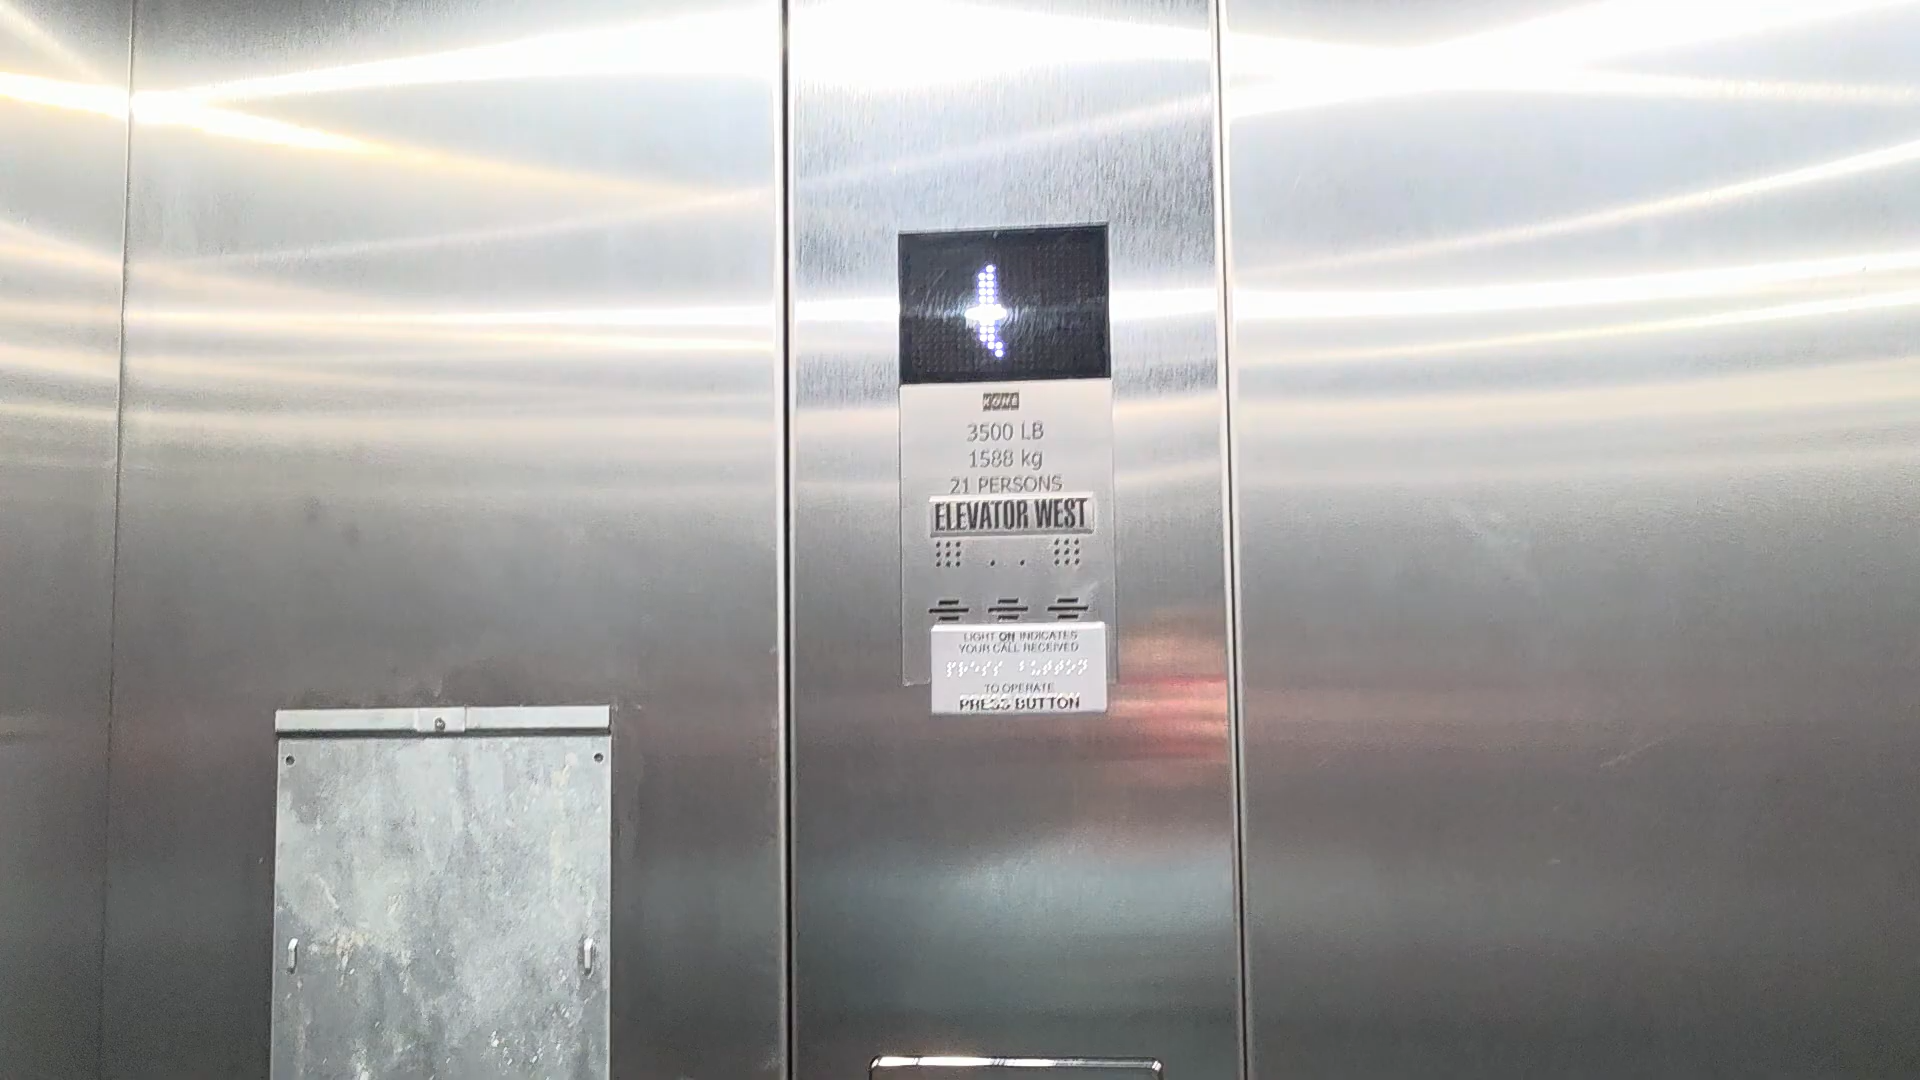 KONE
3500 LB
1588 kg
21 PERSONS
ELEVATOR WEST
LIGHT ON INDICATES
YOUR CALL RECEIVED
TO OPERATE
PRESS BUTTON